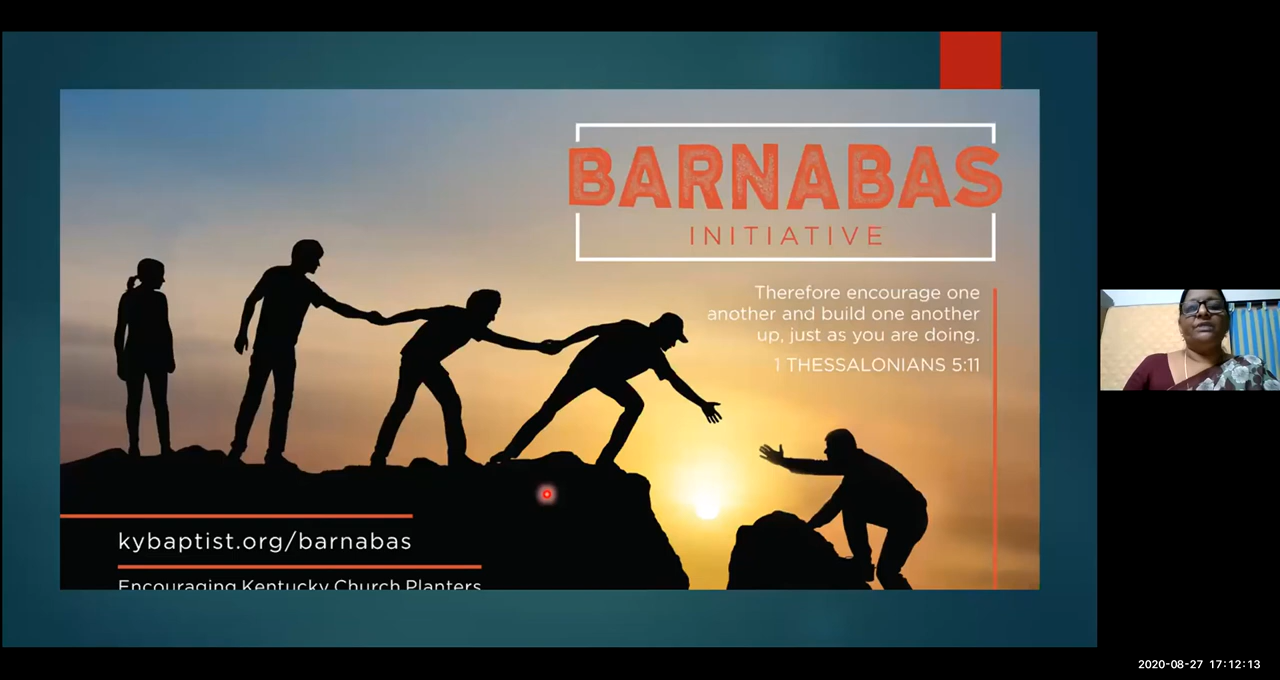 BARNABAS
INITIATIVE
Therefore encourage one
another and build one another
up, just as you are doing.
1 THESSALONIANS 5:11
kybaptist.org/barnabas
Encouraging Kentucky Church Planters
2020-08-27 17:12:13